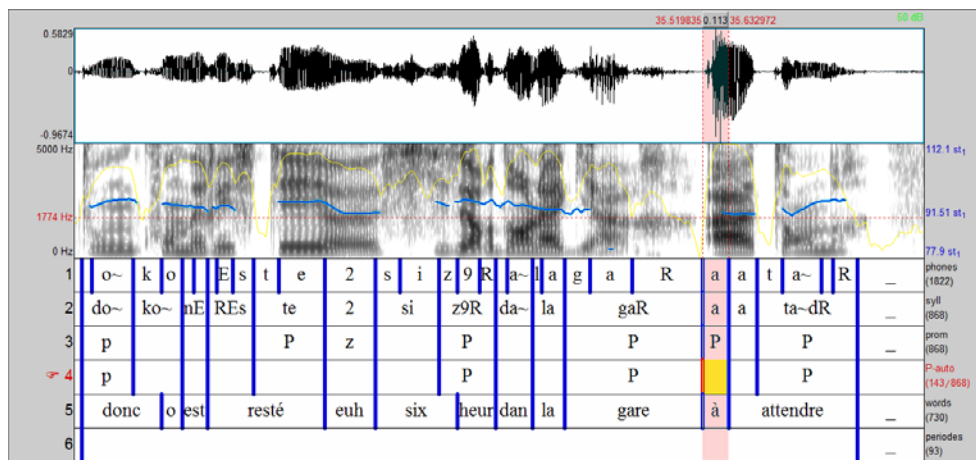 35.519835 0.113 35.632972
50 dB
0.5829
0
-0.9674
5000 Hz
112.1 st₁
1774 Hz
91.51 st₁
0 Hz
77.9 st₁
1 o~ k o E s t e 2 s i z 9 R a~ l a g a R a a t a~ R _ phones (1822)
2 do~ ko~ nE REs te 2 si z9R da~ la gaR a a ta~dR _ syll (868)
3 p P z P P P P _ prom (868)
☞ 4 p P P P _ P-auto (143/868)
5 donc o est resté euh six heur dan la gare à attendre _ words (730)
6 _ periodes (93)